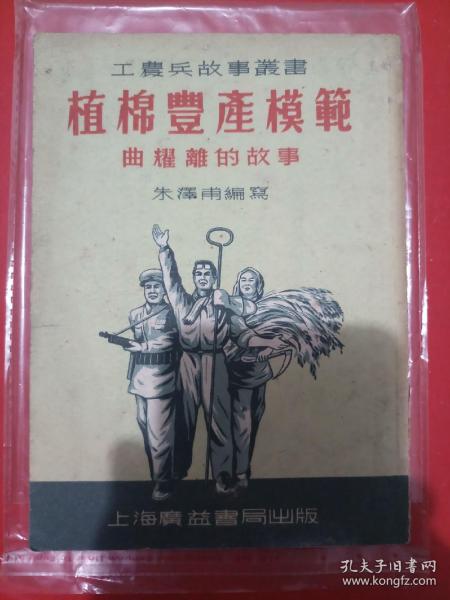 工農兵故事叢書
植棉豐產模範
曲耀離的故事
朱澤甫編寫
上海廣益書局出版
孔夫子旧书网
www.kongfz.com